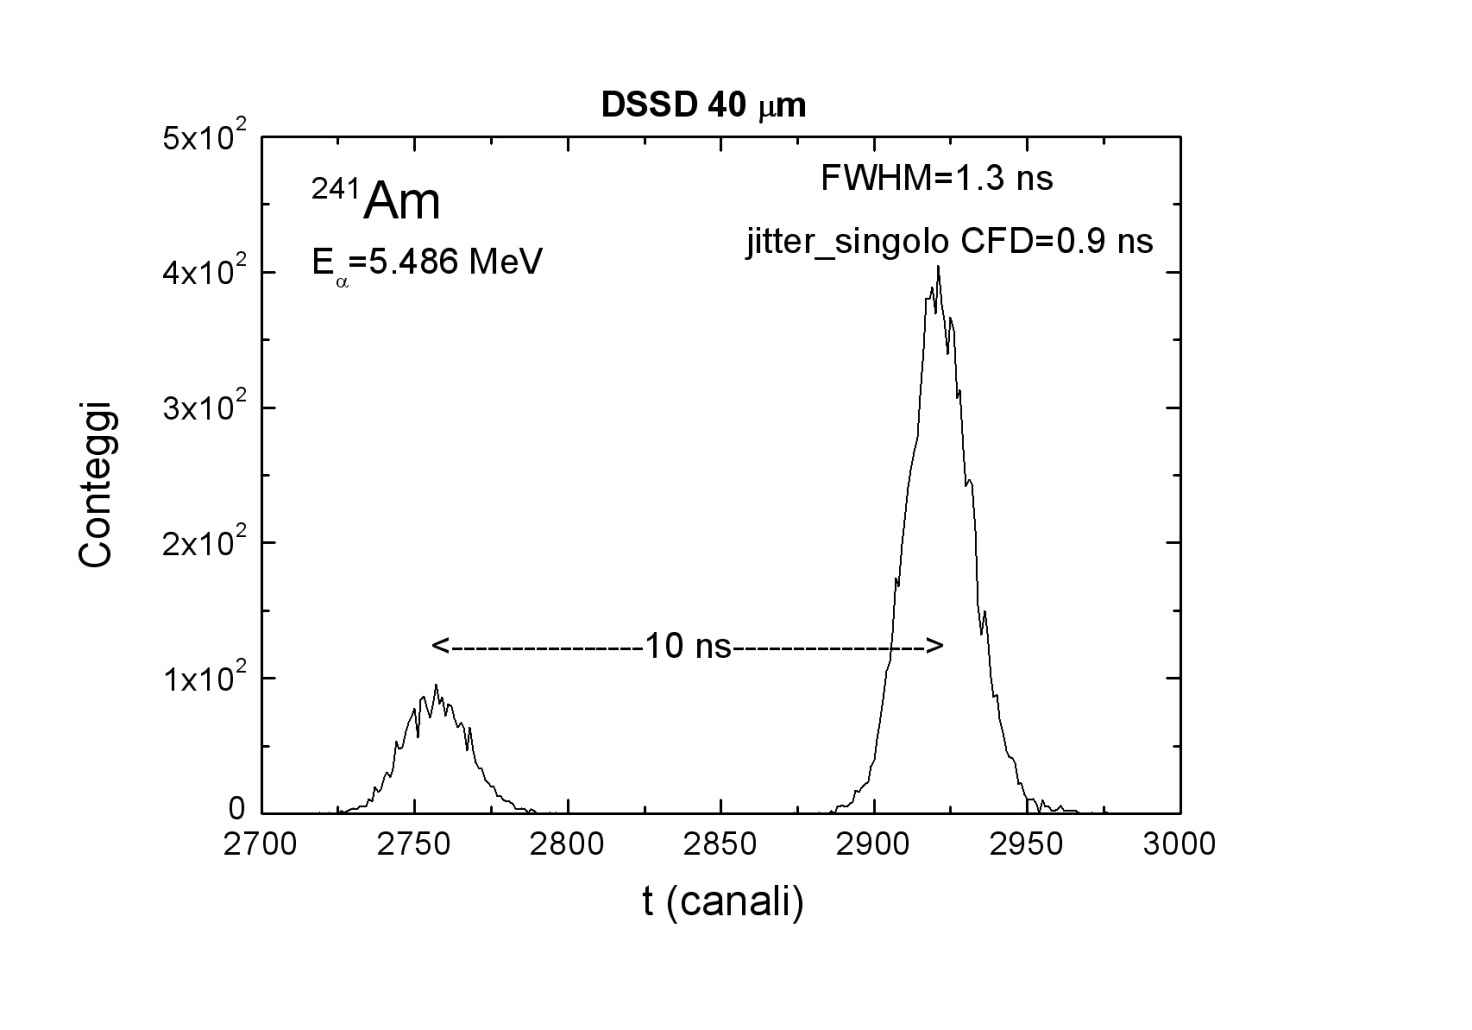 DSSD 40 μm
5x10²
4x10²
3x10²
2x10²
1x10²
0
Conteggi
²⁴¹Am
Eα=5.486 MeV
FWHM=1.3 ns
jitter_singolo CFD=0.9 ns
<---------------10 ns--------------->
2700 2750 2800 2850 2900 2950 3000
t (canali)